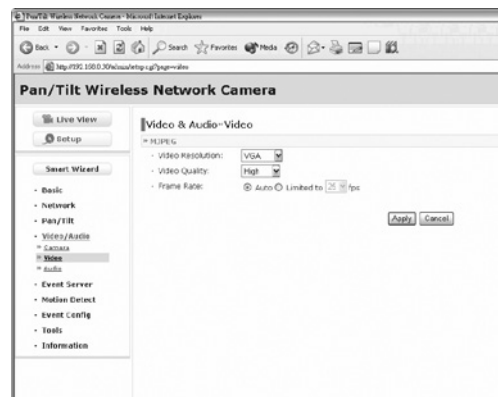 Pan/Tilt Wireless Network Camera - Microsoft Internet Explorer
File Edit View Favorites Tools Help
Back Search Favorites Media
Address
Pan/Tilt Wireless Network Camera
Live View
Setup
Smart Wizard
Basic
Network
Pan/Tilt
Video/Audio
Camera
Video
Audio
Event Server
Motion Detect
Event Config
Tools
Information
Video & Audio-Video
MJPEG
Video Resolution: VGA
Video Quality: High
Frame Rate: Auto Limited to 25 fps
Apply Cancel